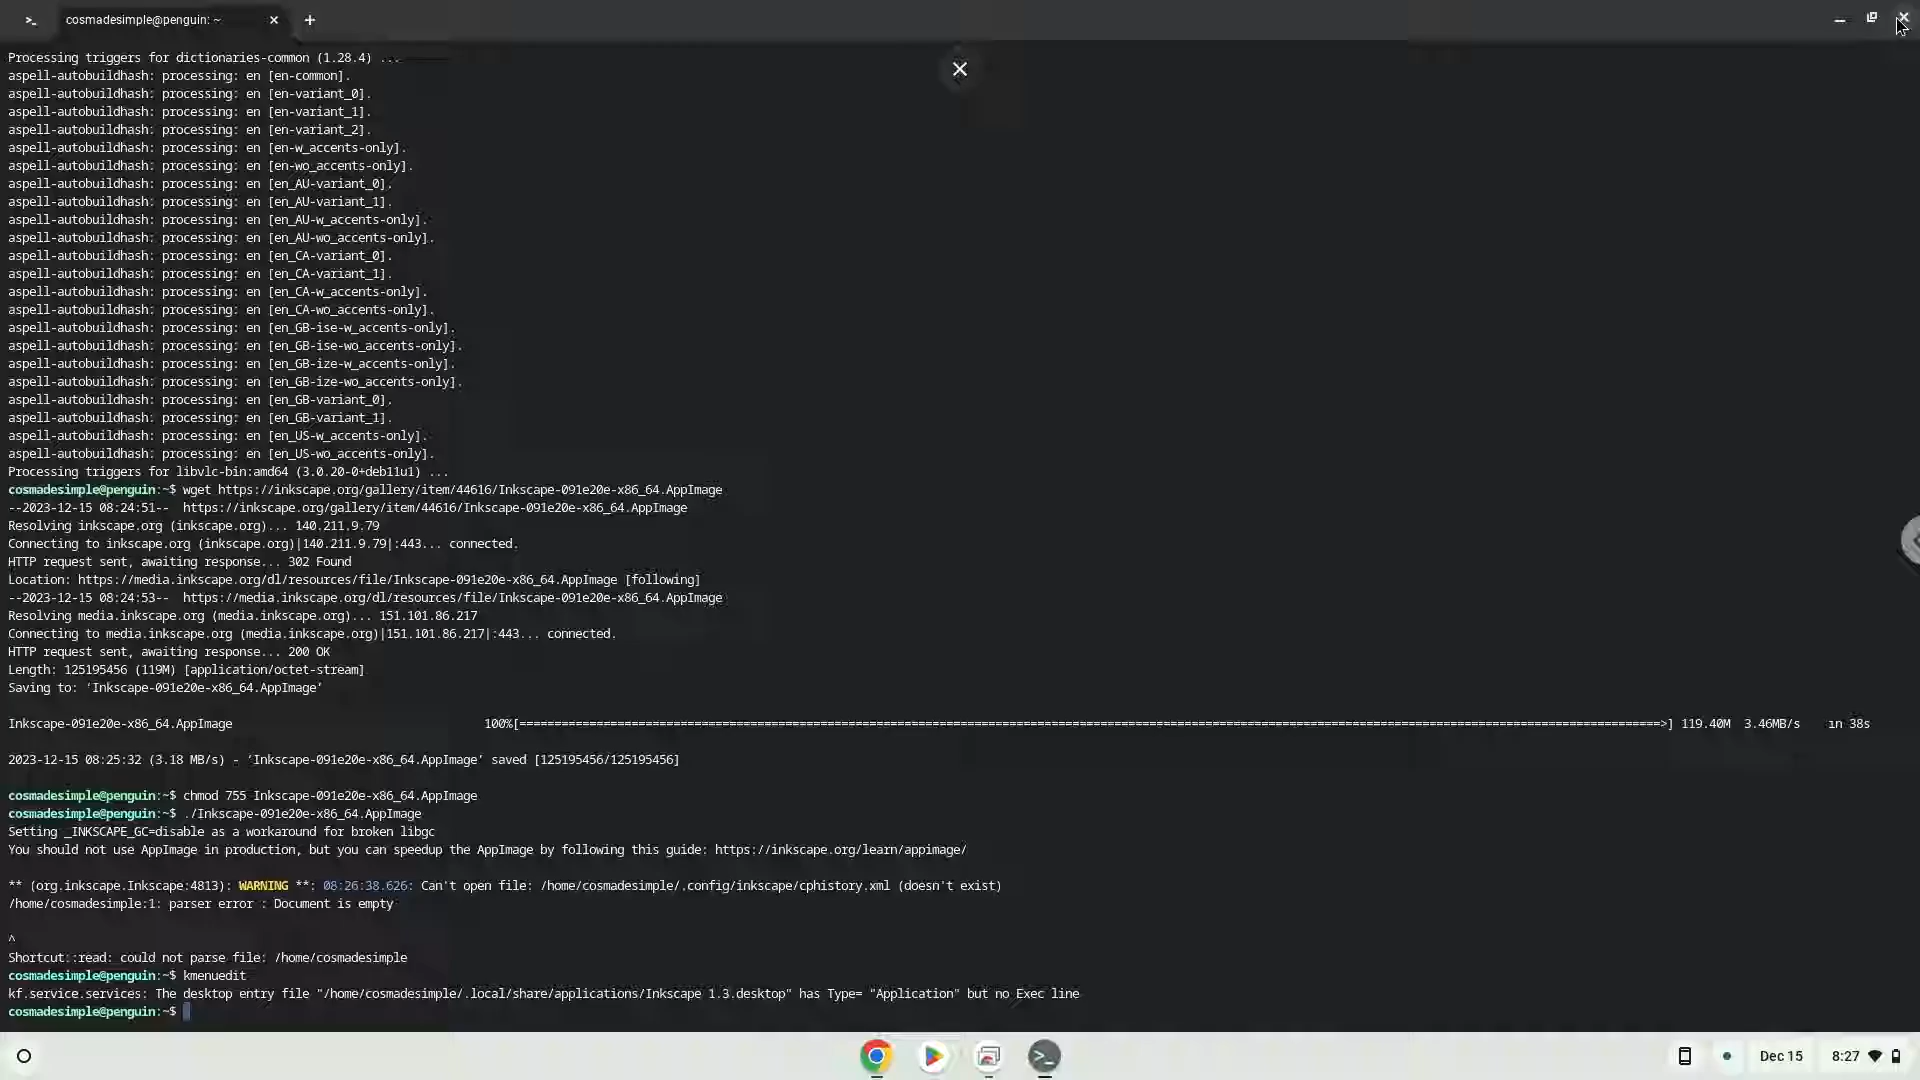 cosmadesimple@penguin: ~
Processing triggers for dictionaries-common (1.28.4) ...
aspell-autobuildhash: processing: en [en-common].
aspell-autobuildhash: processing: en [en-variant_0].
aspell-autobuildhash: processing: en [en-variant_1].
aspell-autobuildhash: processing: en [en-variant_2].
aspell-autobuildhash: processing: en [en-w_accents-only].
aspell-autobuildhash: processing: en [en-wo_accents-only].
aspell-autobuildhash: processing: en [en_AU-variant_0].
aspell-autobuildhash: processing: en [en_AU-variant_1].
aspell-autobuildhash: processing: en [en_AU-w_accents-only].
aspell-autobuildhash: processing: en [en_AU-wo_accents-only].
aspell-autobuildhash: processing: en [en_CA-variant_0].
aspell-autobuildhash: processing: en [en_CA-variant_1].
aspell-autobuildhash: processing: en [en_CA-w_accents-only].
aspell-autobuildhash: processing: en [en_CA-wo_accents-only].
aspell-autobuildhash: processing: en [en_GB-ise-w_accents-only].
aspell-autobuildhash: processing: en [en_GB-ise-wo_accents-only].
aspell-autobuildhash: processing: en [en_GB-ize-w_accents-only].
aspell-autobuildhash: processing: en [en_GB-ize-wo_accents-only].
aspell-autobuildhash: processing: en [en_GB-variant_0].
aspell-autobuildhash: processing: en [en_GB-variant_1].
aspell-autobuildhash: processing: en [en_US-w_accents-only].
aspell-autobuildhash: processing: en [en_US-wo_accents-only].
Processing triggers for libvlc-bin:amd64 (3.0.20-0+deb11u1) ...
cosmadesimple@penguin:~$ wget https://inkscape.org/gallery/item/44616/Inkscape-091e20e-x86_64.AppImage
--2023-12-15 08:24:51--  https://inkscape.org/gallery/item/44616/Inkscape-091e20e-x86_64.AppImage
Resolving inkscape.org (inkscape.org)... 140.211.9.79
Connecting to inkscape.org (inkscape.org)|140.211.9.79|:443... connected.
HTTP request sent, awaiting response... 302 Found
Location: https://media.inkscape.org/dl/resources/file/Inkscape-091e20e-x86_64.AppImage [following]
--2023-12-15 08:24:53--  https://media.inkscape.org/dl/resources/file/Inkscape-091e20e-x86_64.AppImage
Resolving media.inkscape.org (media.inkscape.org)... 151.101.86.217
Connecting to media.inkscape.org (media.inkscape.org)|151.101.86.217|:443... connected.
HTTP request sent, awaiting response... 200 OK
Length: 125195456 (119M) [application/octet-stream]
Saving to: ‘Inkscape-091e20e-x86_64.AppImage’
Inkscape-091e20e-x86_64.AppImage 100%[===================>] 119.40M 3.46MB/s in 38s
2023-12-15 08:25:32 (3.18 MB/s) - ‘Inkscape-091e20e-x86_64.AppImage’ saved [125195456/125195456]
cosmadesimple@penguin:~$ chmod 755 Inkscape-091e20e-x86_64.AppImage
cosmadesimple@penguin:~$ ./Inkscape-091e20e-x86_64.AppImage
Setting _INKSCAPE_GC=disable as a workaround for broken libgc
You should not use AppImage in production, but you can speedup the AppImage by following this guide: https://inkscape.org/learn/appimage/
** (org.inkscape.Inkscape:4813): WARNING **: 08:26:38.626: Can't open file: /home/cosmadesimple/.config/inkscape/cphistory.xml (doesn't exist)
/home/cosmadesimple:1: parser error : Document is empty
^
Shortcut::read: could not parse file: /home/cosmadesimple
cosmadesimple@penguin:~$ kmenuedit
kf.service.services: The desktop entry file "/home/cosmadesimple/.local/share/applications/Inkscape 1.3.desktop" has Type= "Application" but no Exec line
cosmadesimple@penguin:~$
Dec 15 8:27